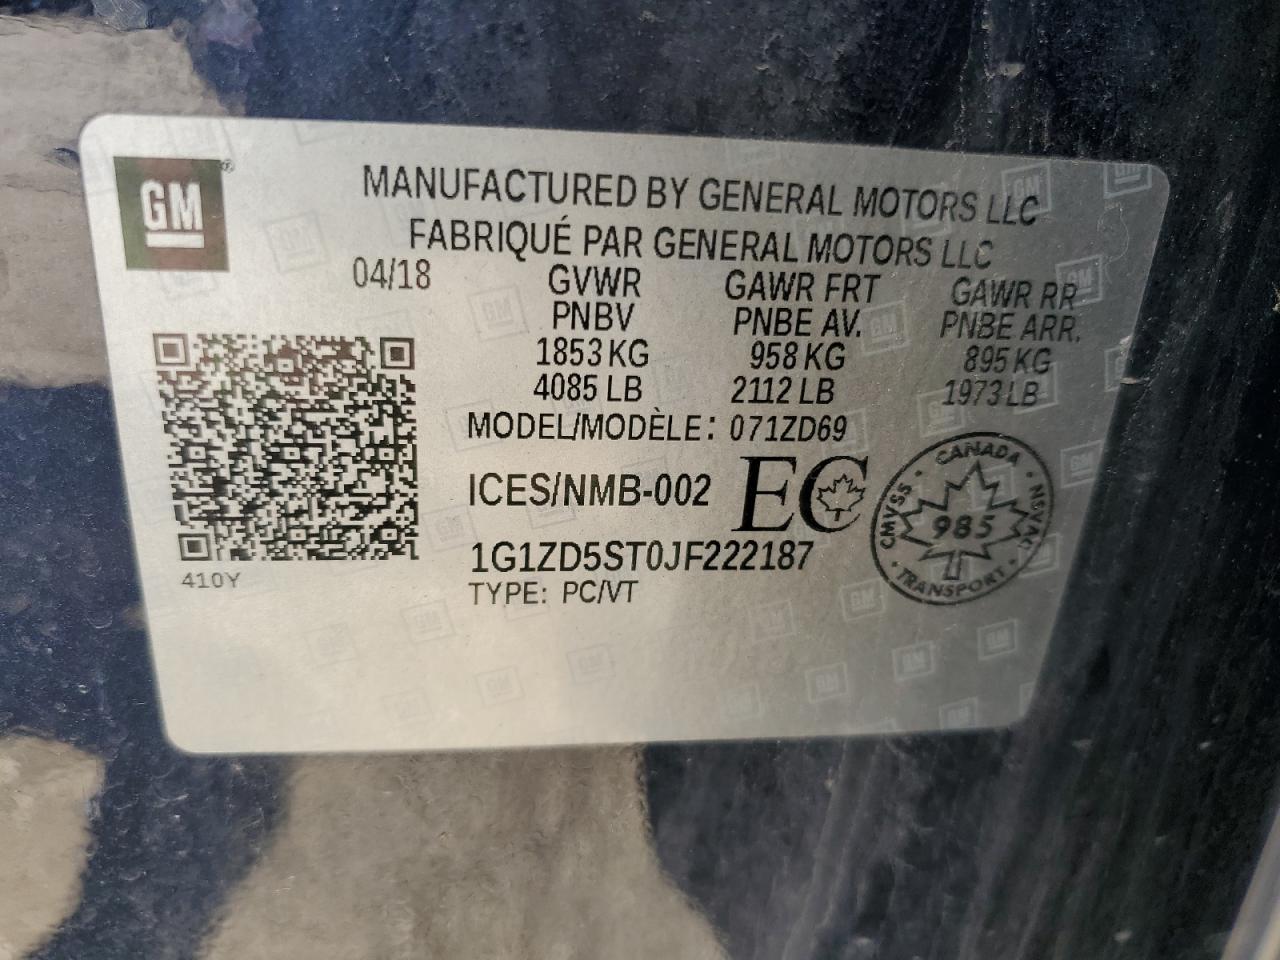 GM
MANUFACTURED BY GENERAL MOTORS LLC
FABRIQUÉ PAR GENERAL MOTORS LLC
04/18 GVWR GAWR FRT GAWR RR
PNBV PNBE AV. PNBE ARR.
1853 KG 958 KG 895 KG
4085 LB 2112 LB 1973 LB
MODEL/MODÈLE: 071ZD69
ICES/NMB-002 EC
1G1ZD5ST0JF222187
TYPE: PC/VT
410Y
CANADA
CMVSS 985 NSVAC
TRANSPORT